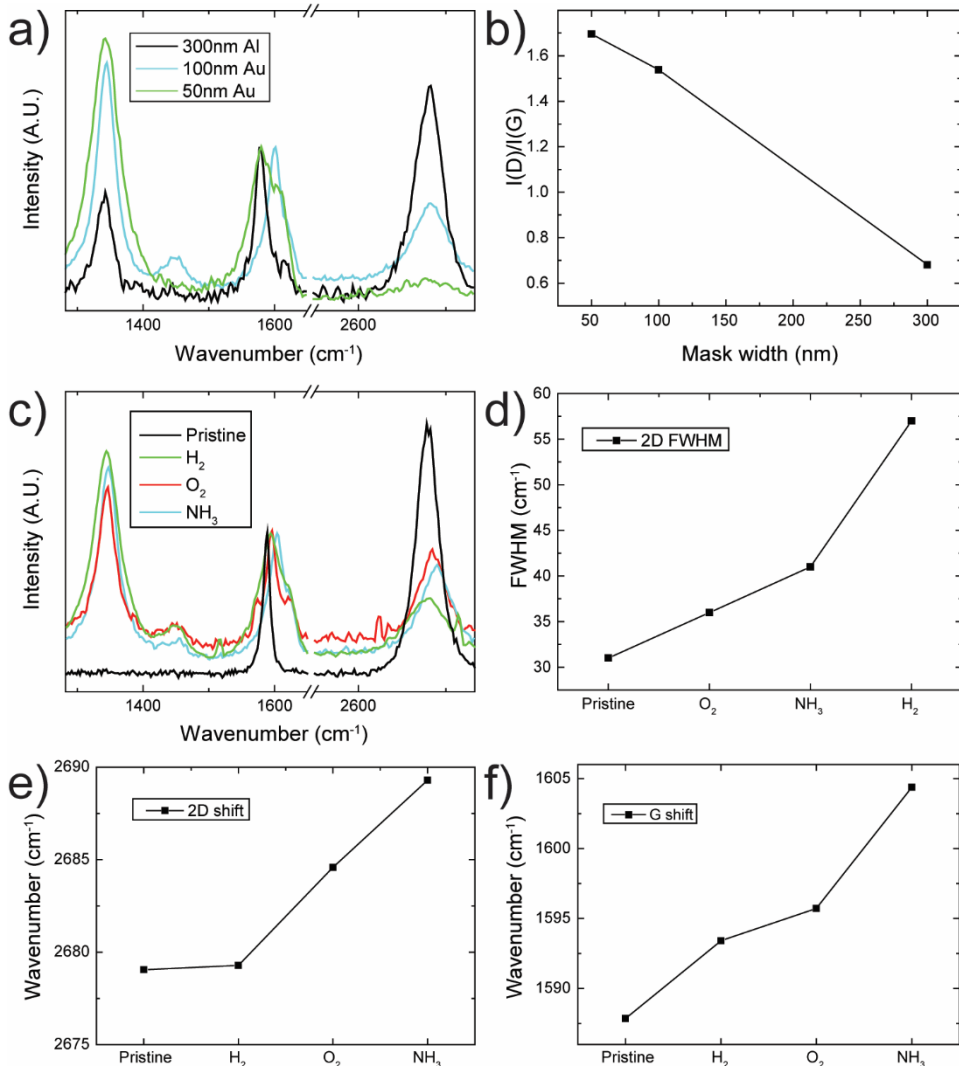 a)
300nm Al
100nm Au
50nm Au
Intensity (A.U.)
1400
1600
2600
Wavenumber (cm⁻¹)
b)
I(D)/I(G)
1.6
1.4
1.2
1.0
0.8
0.6
50
100
150
200
250
300
Mask width (nm)
c)
Pristine
H₂
O₂
NH₃
Intensity (A.U.)
1400
1600
2600
Wavenumber (cm⁻¹)
d)
2D FWHM
FWHM (cm⁻¹)
60
55
50
45
40
35
30
Pristine
O₂
NH₃
H₂
e)
2D shift
Wavenumber (cm⁻¹)
2690
2685
2680
2675
Pristine
H₂
O₂
NH₃
f)
G shift
Wavenumber (cm⁻¹)
1605
1600
1595
1590
Pristine
H₂
O₂
NH₃